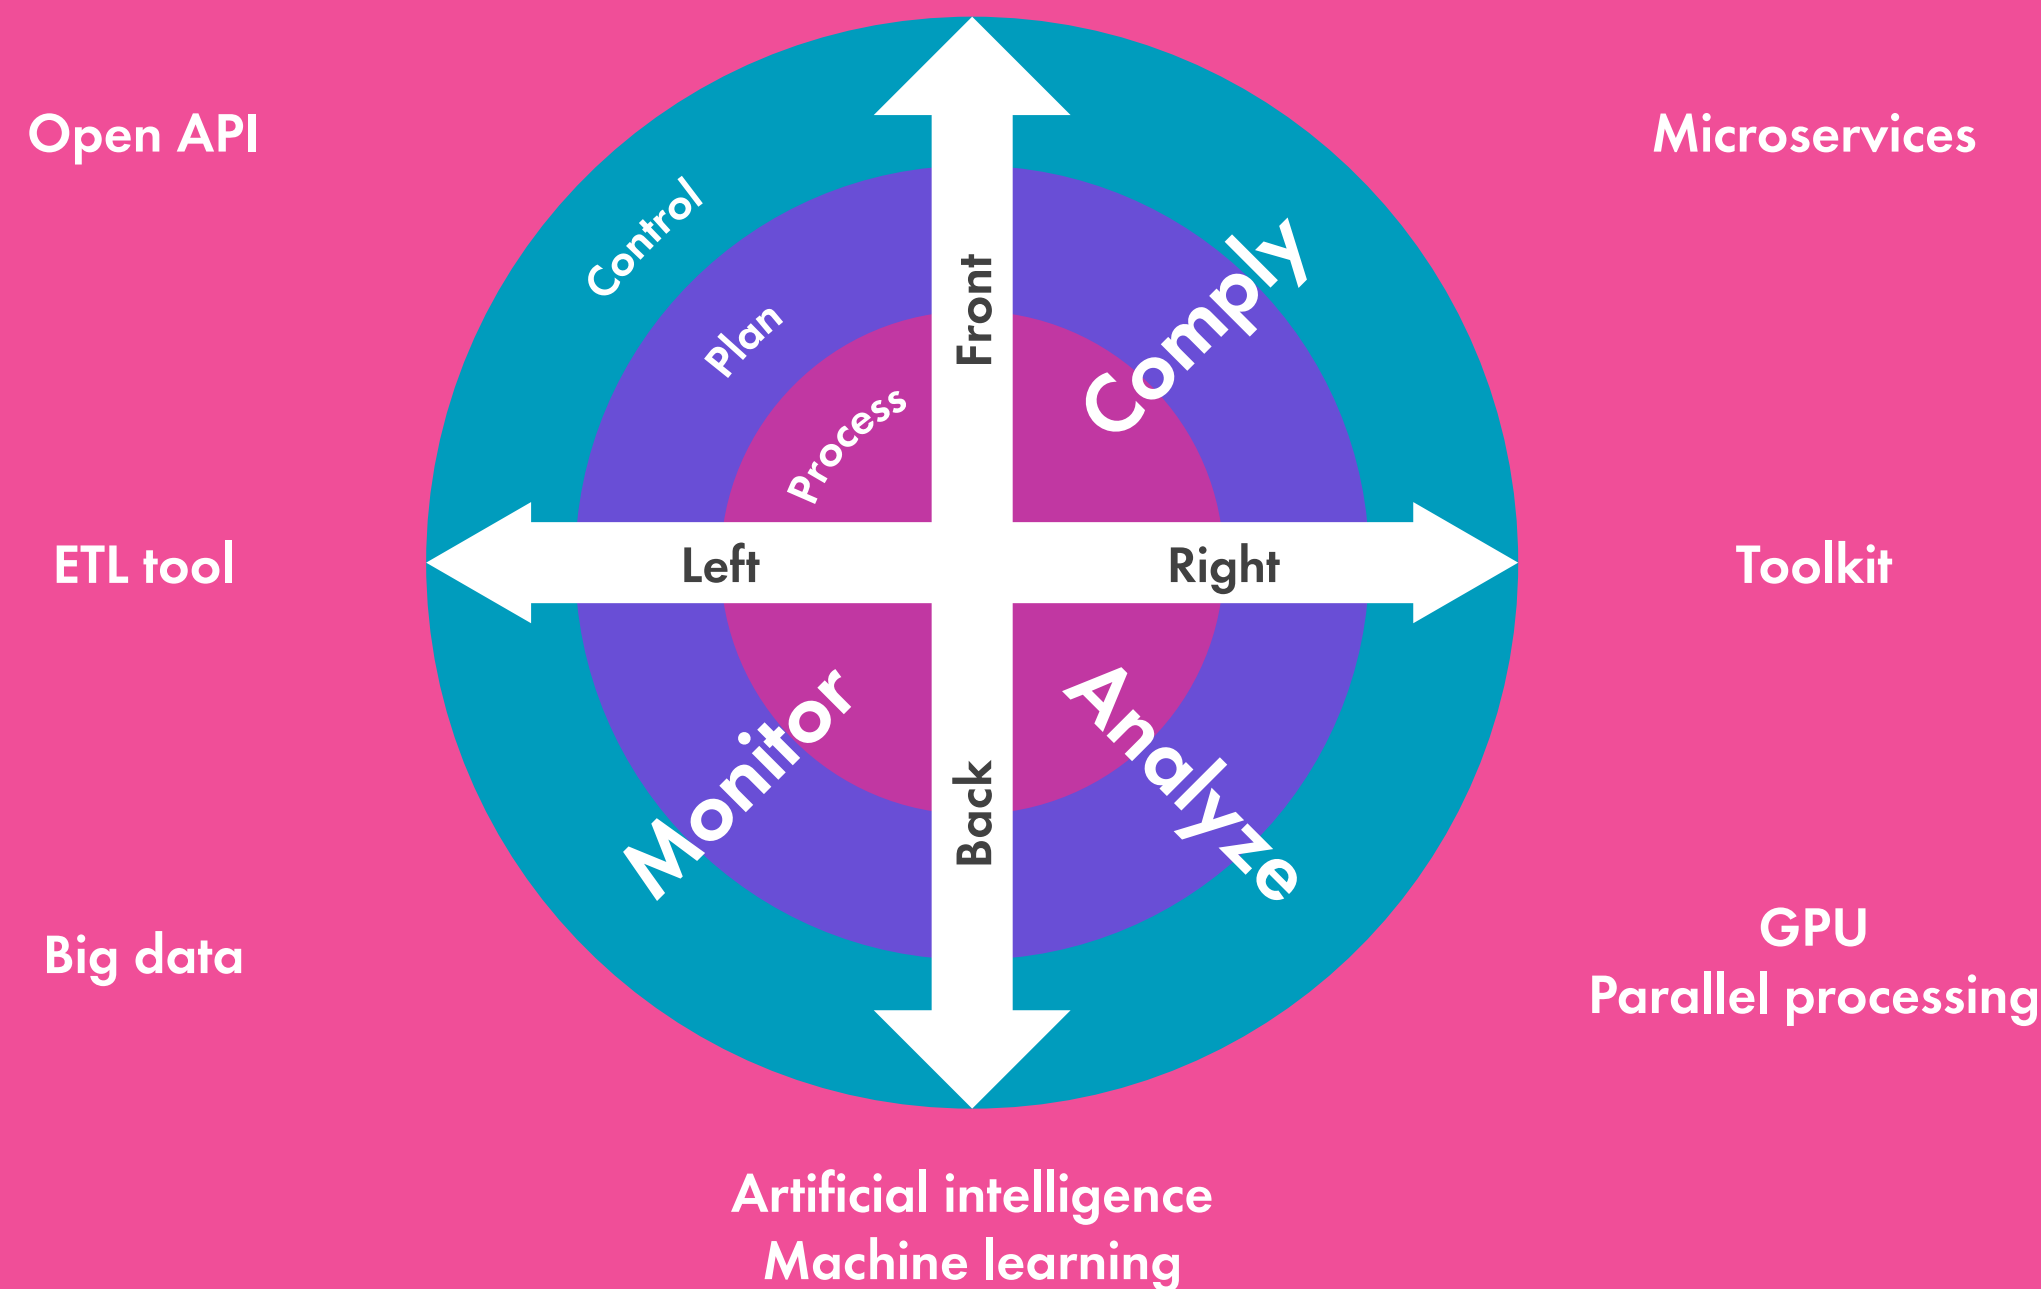 Open API
Microservices
Control
Plan
Process
Front
Comply
ETL tool
Left
Right
Toolkit
Monitor
Back
Analyze
Big data
GPU
Parallel processing
Artificial intelligence
Machine learning